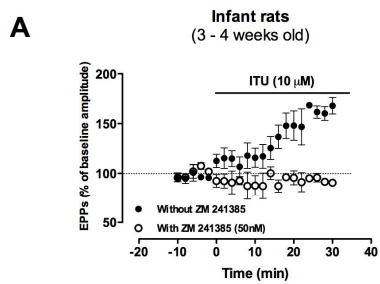 A
Infant rats
(3 - 4 weeks old)
ITU (10 μM)
EPPs (% of baseline amplitude)
200
150
100
50
Without ZM 241385
With ZM 241385 (50nM)
-20 -10 0 10 20 30 40
Time (min)